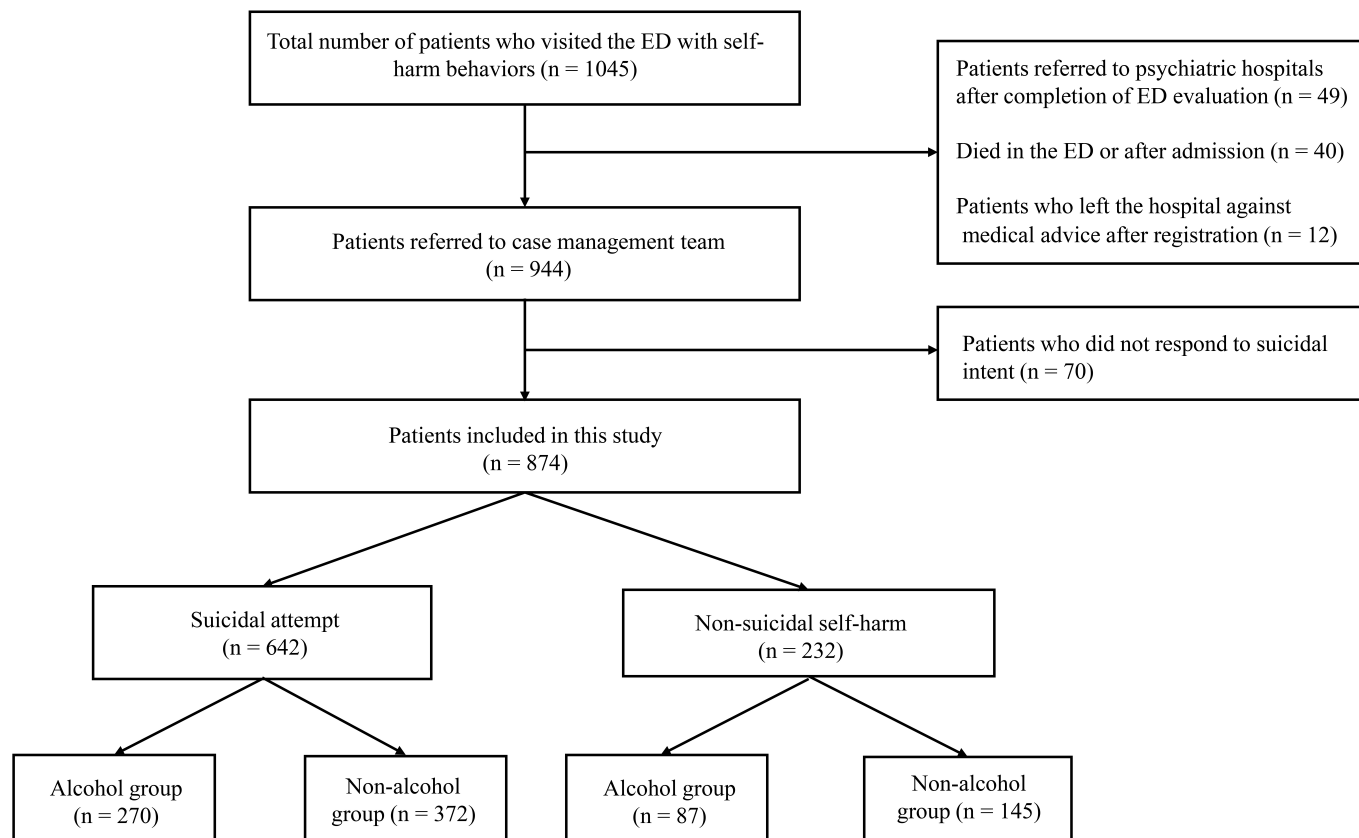 Total number of patients who visited the ED with self-
harm behaviors (n = 1045)
Patients referred to psychiatric hospitals
after completion of ED evaluation (n = 49)
Died in the ED or after admission (n = 40)
Patients who left the hospital against
medical advice after registration (n = 12)
Patients referred to case management team
(n = 944)
Patients who did not respond to suicidal
intent (n = 70)
Patients included in this study
(n = 874)
Suicidal attempt
(n = 642)
Non-suicidal self-harm
(n = 232)
Alcohol group
(n = 270)
Non-alcohol
group (n = 372)
Alcohol group
(n = 87)
Non-alcohol
group (n = 145)